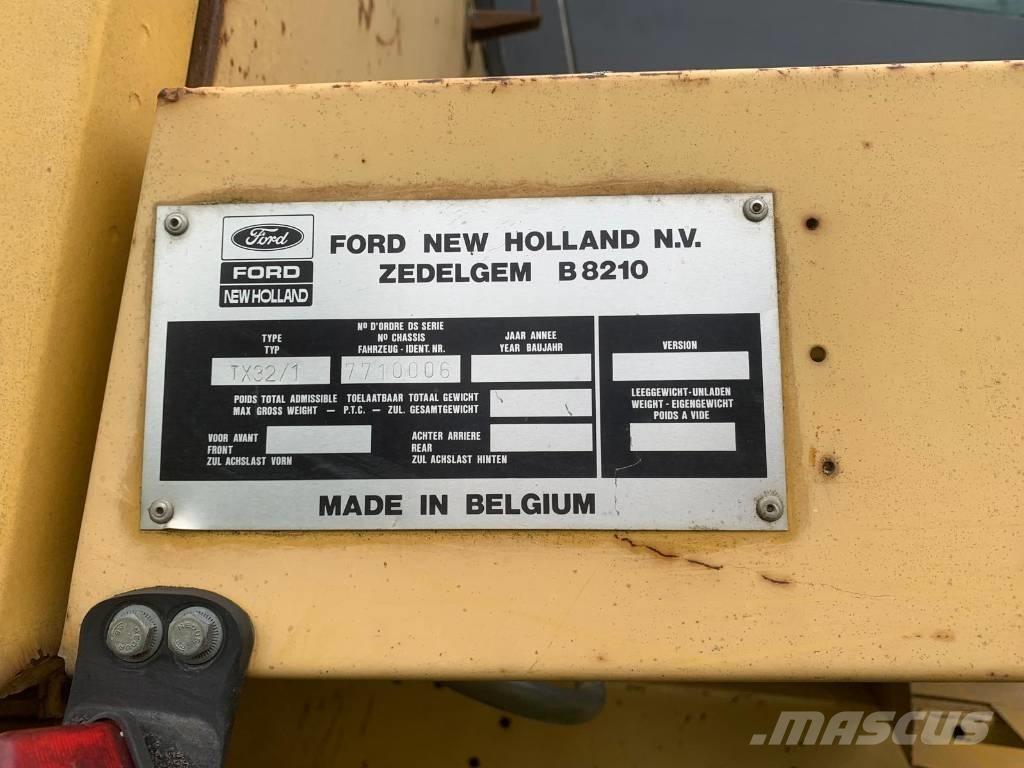 Ford
FORD
NEW HOLLAND
FORD NEW HOLLAND N.V.
ZEDELGEM B8210
TYPE
TYP
TX32/1
Nº D'ORDRE DS SERIE
Nº CHASSIS
FAHRZEUG - IDENT. NR.
7710006
JAAR ANNEE
YEAR BAUJAHR
VERSION
POIDS TOTAL ADMISSIBLE TOELAATBAAR TOTAAL GEWICHT
MAX GROSS WEIGHT – P.T.C. – ZUL. GESAMTGEWICHT
LEEGGEWICHT-UNLADEN
WEIGHT - EIGENGEWICHT
POIDS A VIDE
VOOR AVANT
FRONT
ZUL ACHSLAST VORN
ACHTER ARRIERE
REAR
ZUL ACHSLAST HINTEN
MADE IN BELGIUM
MASCUS